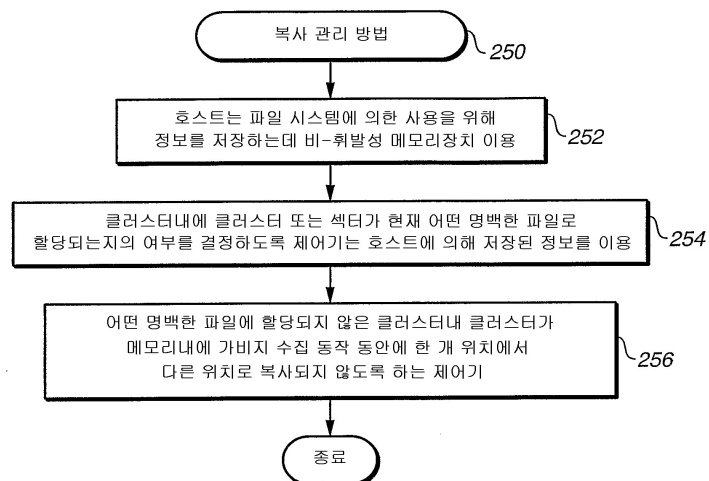 복사 관리 방법
250
호스트는 파일 시스템에 의한 사용을 위해
정보를 저장하는데 비-휘발성 메모리장치 이용
252
클러스터내에 클러스터 또는 섹터가 현재 어떤 명백한 파일로
할당되는지의 여부를 결정하도록 제어기는 호스트에 의해 저장된 정보를 이용
254
어떤 명백한 파일에 할당되지 않은 클러스터내 클러스터가
메모리내에 가비지 수집 동작 동안에 한 개 위치에서
다른 위치로 복사되지 않도록 하는 제어기
256
종료